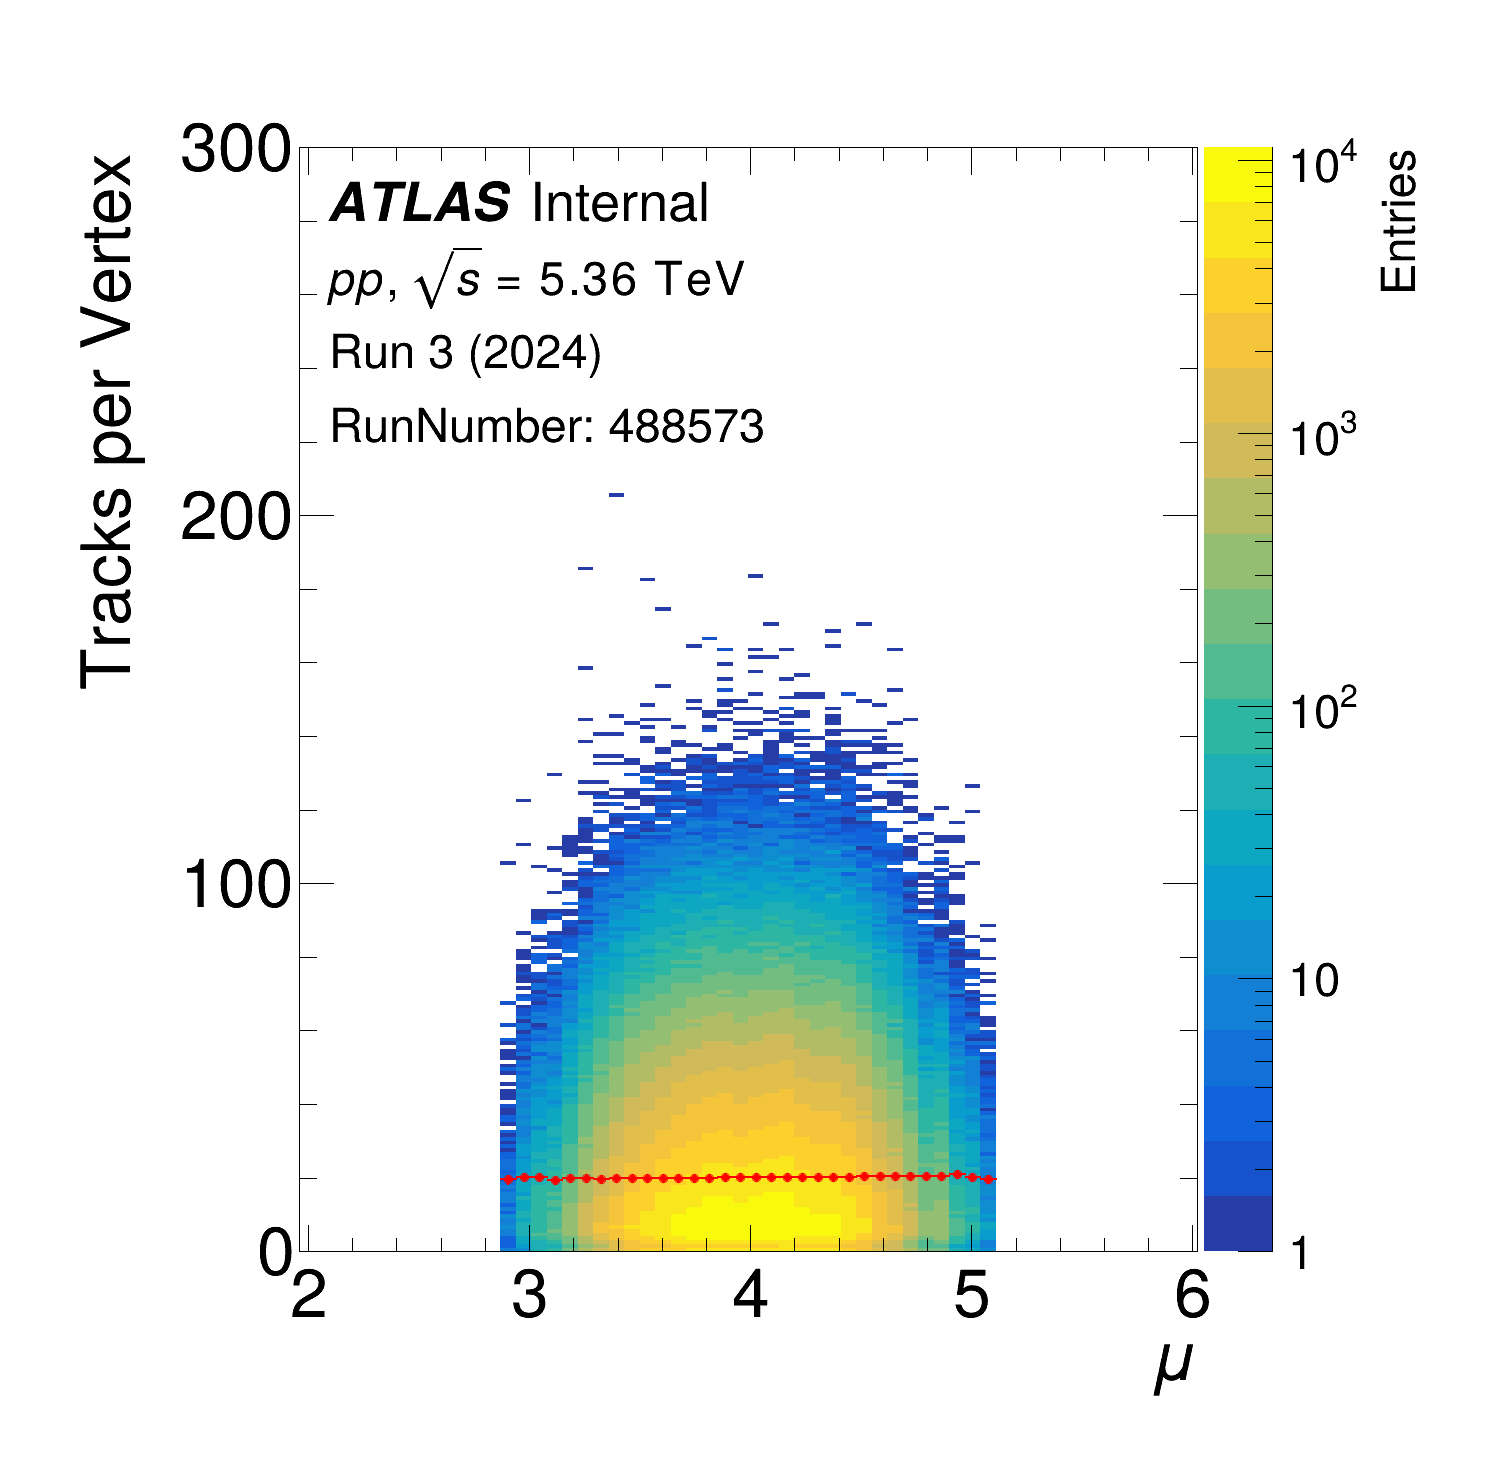 Tracks per Vertex
300
200
100
0
ATLAS Internal
pp, √s = 5.36 TeV
Run 3 (2024)
RunNumber: 488573
2 3 4 5 6
μ
Entries
10⁴
10³
10²
10
1